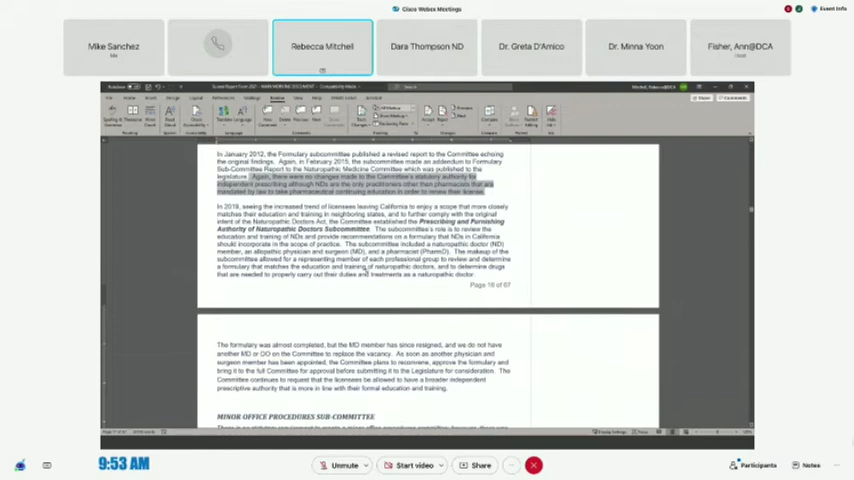 Cisco Webex Meetings
Event Info
Mike Sanchez
Me
Rebecca Mitchell
Dara Thompson ND
Dr. Greta D'Amico
Dr. Minna Yoon
Fisher, Ann@DCA
Host
Search
Mitchell, Rebecca@DCA
Share
Comments
In January 2012, the Formulary subcommittee published a revised report to the Committee echoing
the original findings. Again, in February 2015, the subcommittee made an addendum to Formulary
Sub-Committee Report to the Naturopathic Medicine Committee which was published to the
legislature. Again, there were no changes made to the Committee's statutory authority for
independent prescribing although NDs are the only practitioners other than pharmacists that are
mandated by law to take pharmaceutical continuing education in order to renew their license.
In 2019, seeing the increased trend of licensees leaving California to enjoy a scope that more closely
matches their education and training in neighboring states, and to further comply with the original
intent of the Naturopathic Doctors Act, the Committee established the Prescribing and Furnishing
Authority of Naturopathic Doctors Subcommittee. The subcommittee's role is to review the
education and training of NDs and provide recommendations on a formulary that NDs in California
should incorporate in the scope of practice. The subcommittee included a naturopathic doctor (ND)
member, an allopathic physician and surgeon (MD), and a pharmacist (PharmD). The makeup of the
subcommittee allowed for a representing member of each professional group to review and determine
a formulary that matches the education and training of naturopathic doctors, and to determine drugs
that are needed to properly carry out their duties and treatments as a naturopathic doctor.
Page 16 of 67
The formulary was almost completed, but the MD member has since resigned, and we do not have
another MD or DO on the Committee to replace the vacancy. As soon as another physician and
surgeon member has been appointed, the Committee plans to reconvene, approve the formulary and
bring it to the full Committee for approval before submitting it to the Legislature for consideration. The
Committee continues to request that the licensees be allowed to have a broader independent
prescriptive authority that is more in line with their formal education and training.
MINOR OFFICE PROCEDURES SUB-COMMITTEE
9:53 AM
Unmute
Start video
Share
Participants
Notes